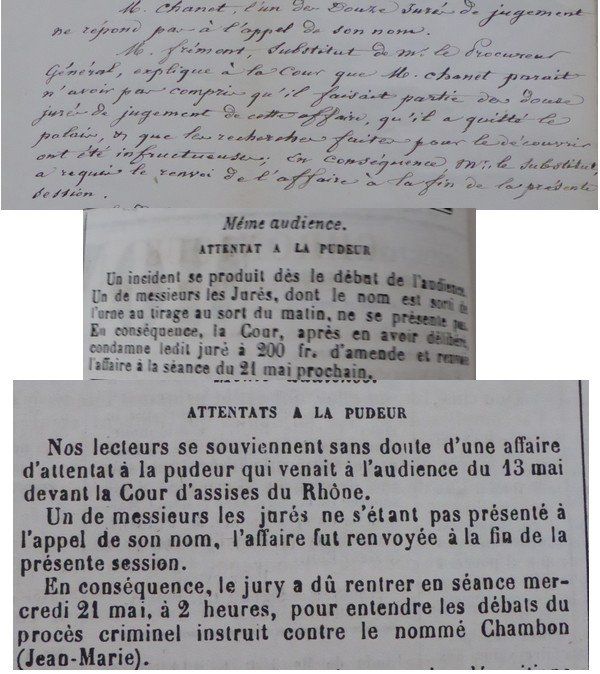 M. Chanet, l'un des Douze Jurés de jugement
ne répond pas à l'appel de son nom.
M. frémont, Substitut de Mr. le Procureur
Général, explique à la Cour que M. Chanet parait
n'avoir pas compris qu'il faisait partie des douze
jurés de jugement de cette affaire, qu'il a quitté le
palais, & que les recherches faites pour le découvrir
ont été infructueuses; En conséquence Mr. le Substitut
a requis le renvoi de l'affaire à la fin de la présente
session.
Même audience.
ATTENTAT A LA PUDEUR
Un incident se produit dès le début de l'audience.
Un de messieurs les Jurés, dont le nom est sorti de
l'urne au tirage au sort du matin, ne se présente pas.
En conséquence, la Cour, après en avoir délibéré,
condamne ledit juré à 200 fr. d'amende et renvoie
l'affaire à la séance du 21 mai prochain.
ATTENTATS A LA PUDEUR
Nos lecteurs se souviennent sans doute d'une affaire
d'attentat à la pudeur qui venait à l'audience du 13 mai
devant la Cour d'assises du Rhône.
Un de messieurs les jurés ne s'étant pas présenté à
l'appel de son nom, l'affaire fut renvoyée à la fin de la
présente session.
En conséquence, le jury a dû rentrer en séance mer-
credi 21 mai, à 2 heures, pour entendre les débats du
procès criminel instruit contre le nommé Chambon
(Jean-Marie).